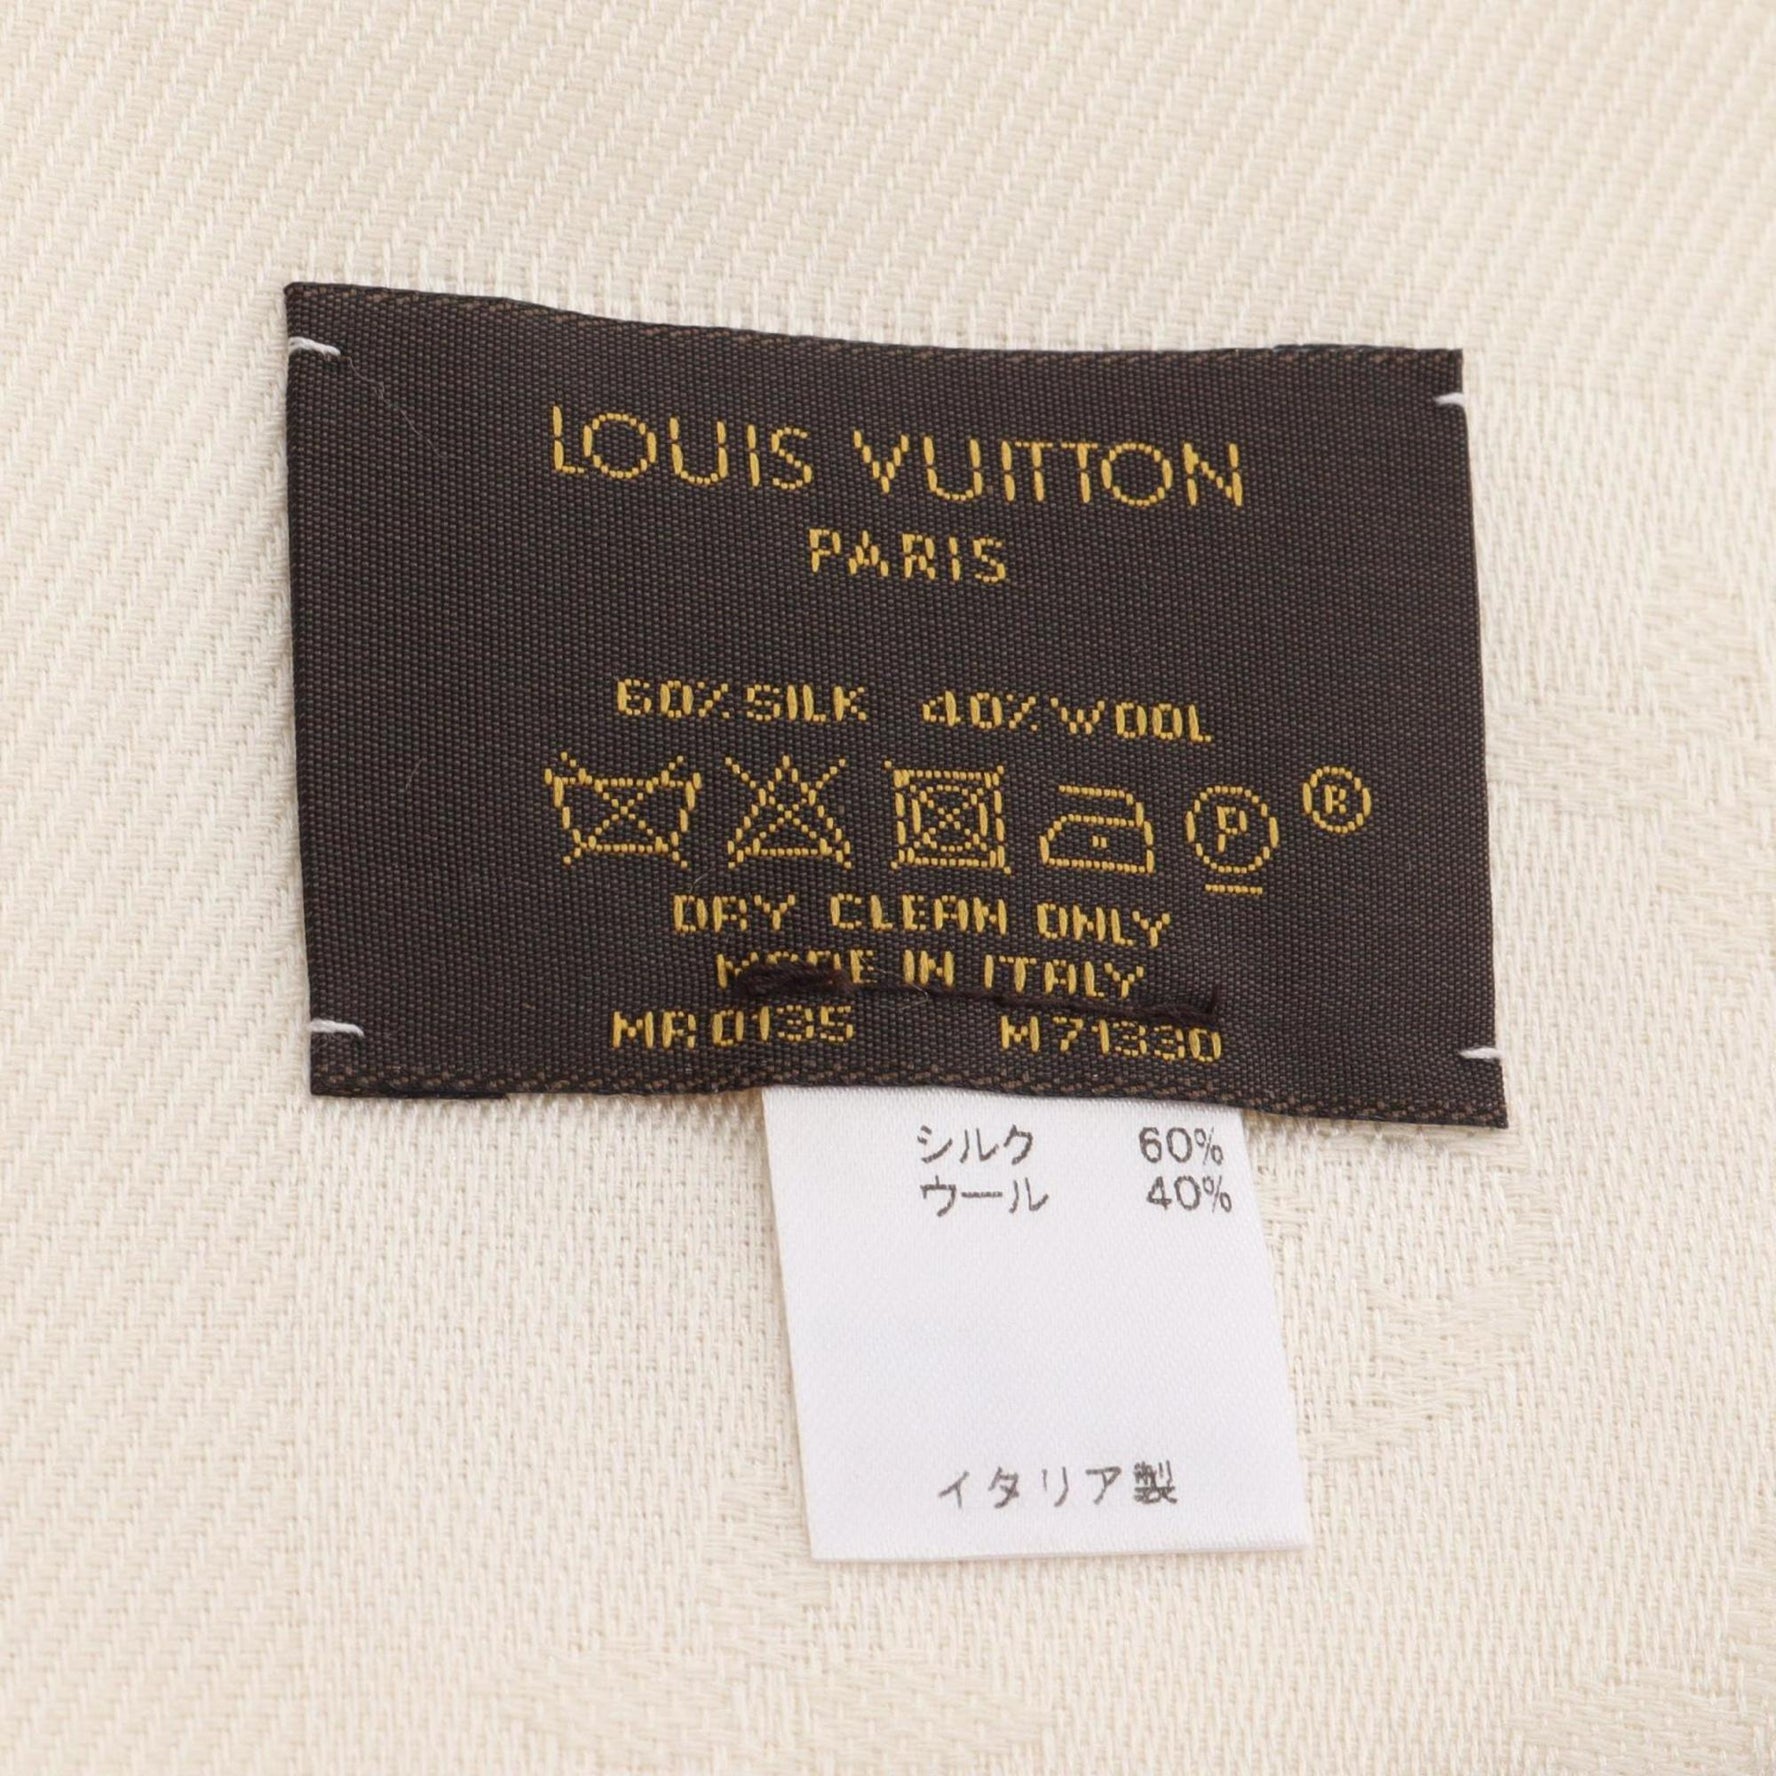 LOUIS VUITTON
PARIS
60% SILK 40% WOOL
P ®
DRY CLEAN ONLY
MADE IN ITALY
MR0135 M71330
シルク 60%
ウール 40%
イタリア製